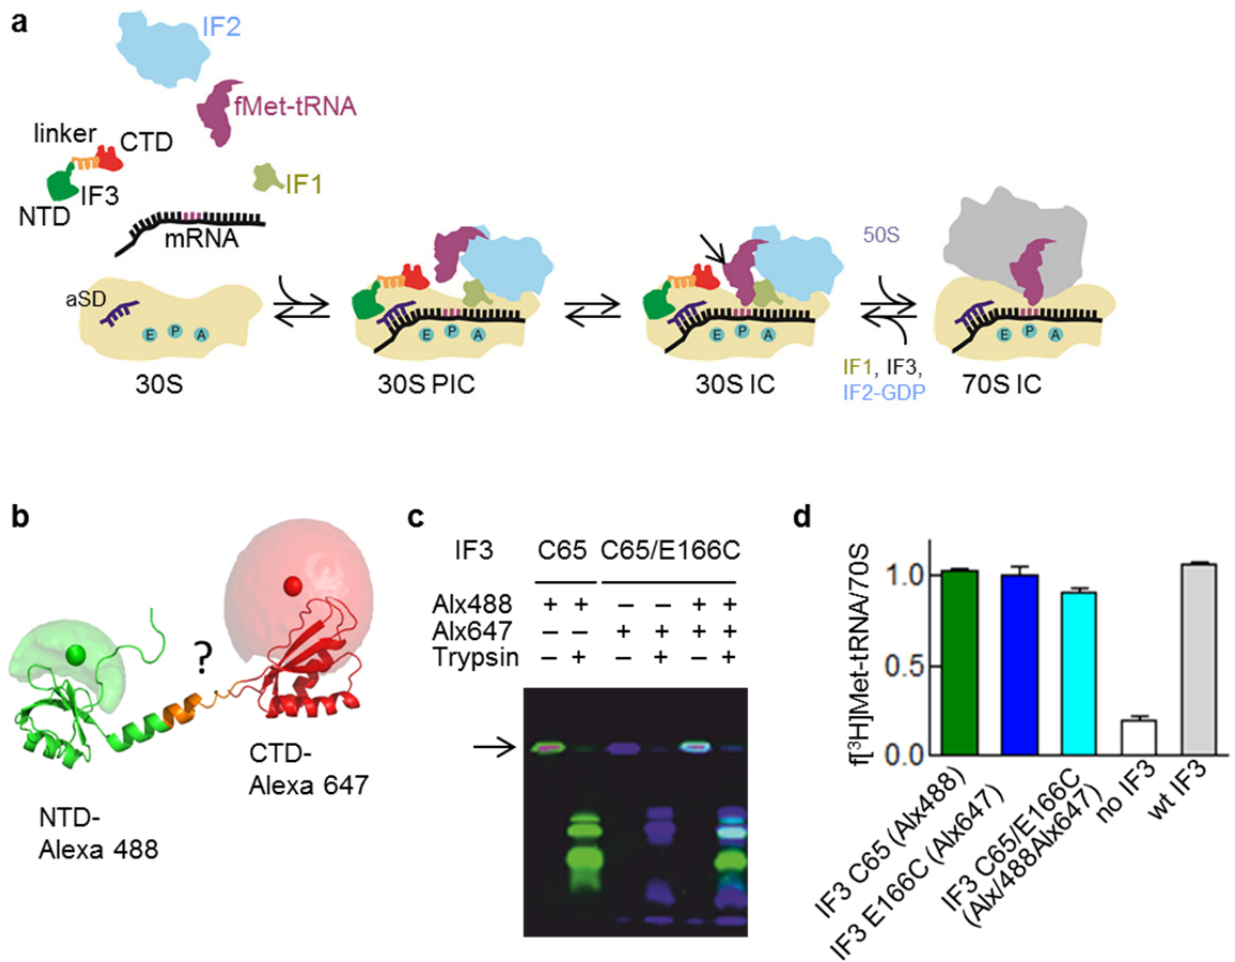 a
IF2
fMet-tRNA
linker
CTD
IF3
NTD
IF1
mRNA
aSD
E P A
30S
E P A
30S PIC
E P A
30S IC
50S
IF1, IF3,
IF2-GDP
E P A
70S IC
b
?
NTD-
Alexa 488
CTD-
Alexa 647
c
IF3 C65 C65/E166C
Alx488 + + – – + +
Alx647 – – + + + +
Trypsin – + – + – +
d
f[³H]Met-tRNA/70S
1.0
0.5
0.0
IF3 C65 (Alx488)
IF3 E166C (Alx647)
IF3 C65/E166C
(Alx/488Alx647)
no IF3
wt IF3